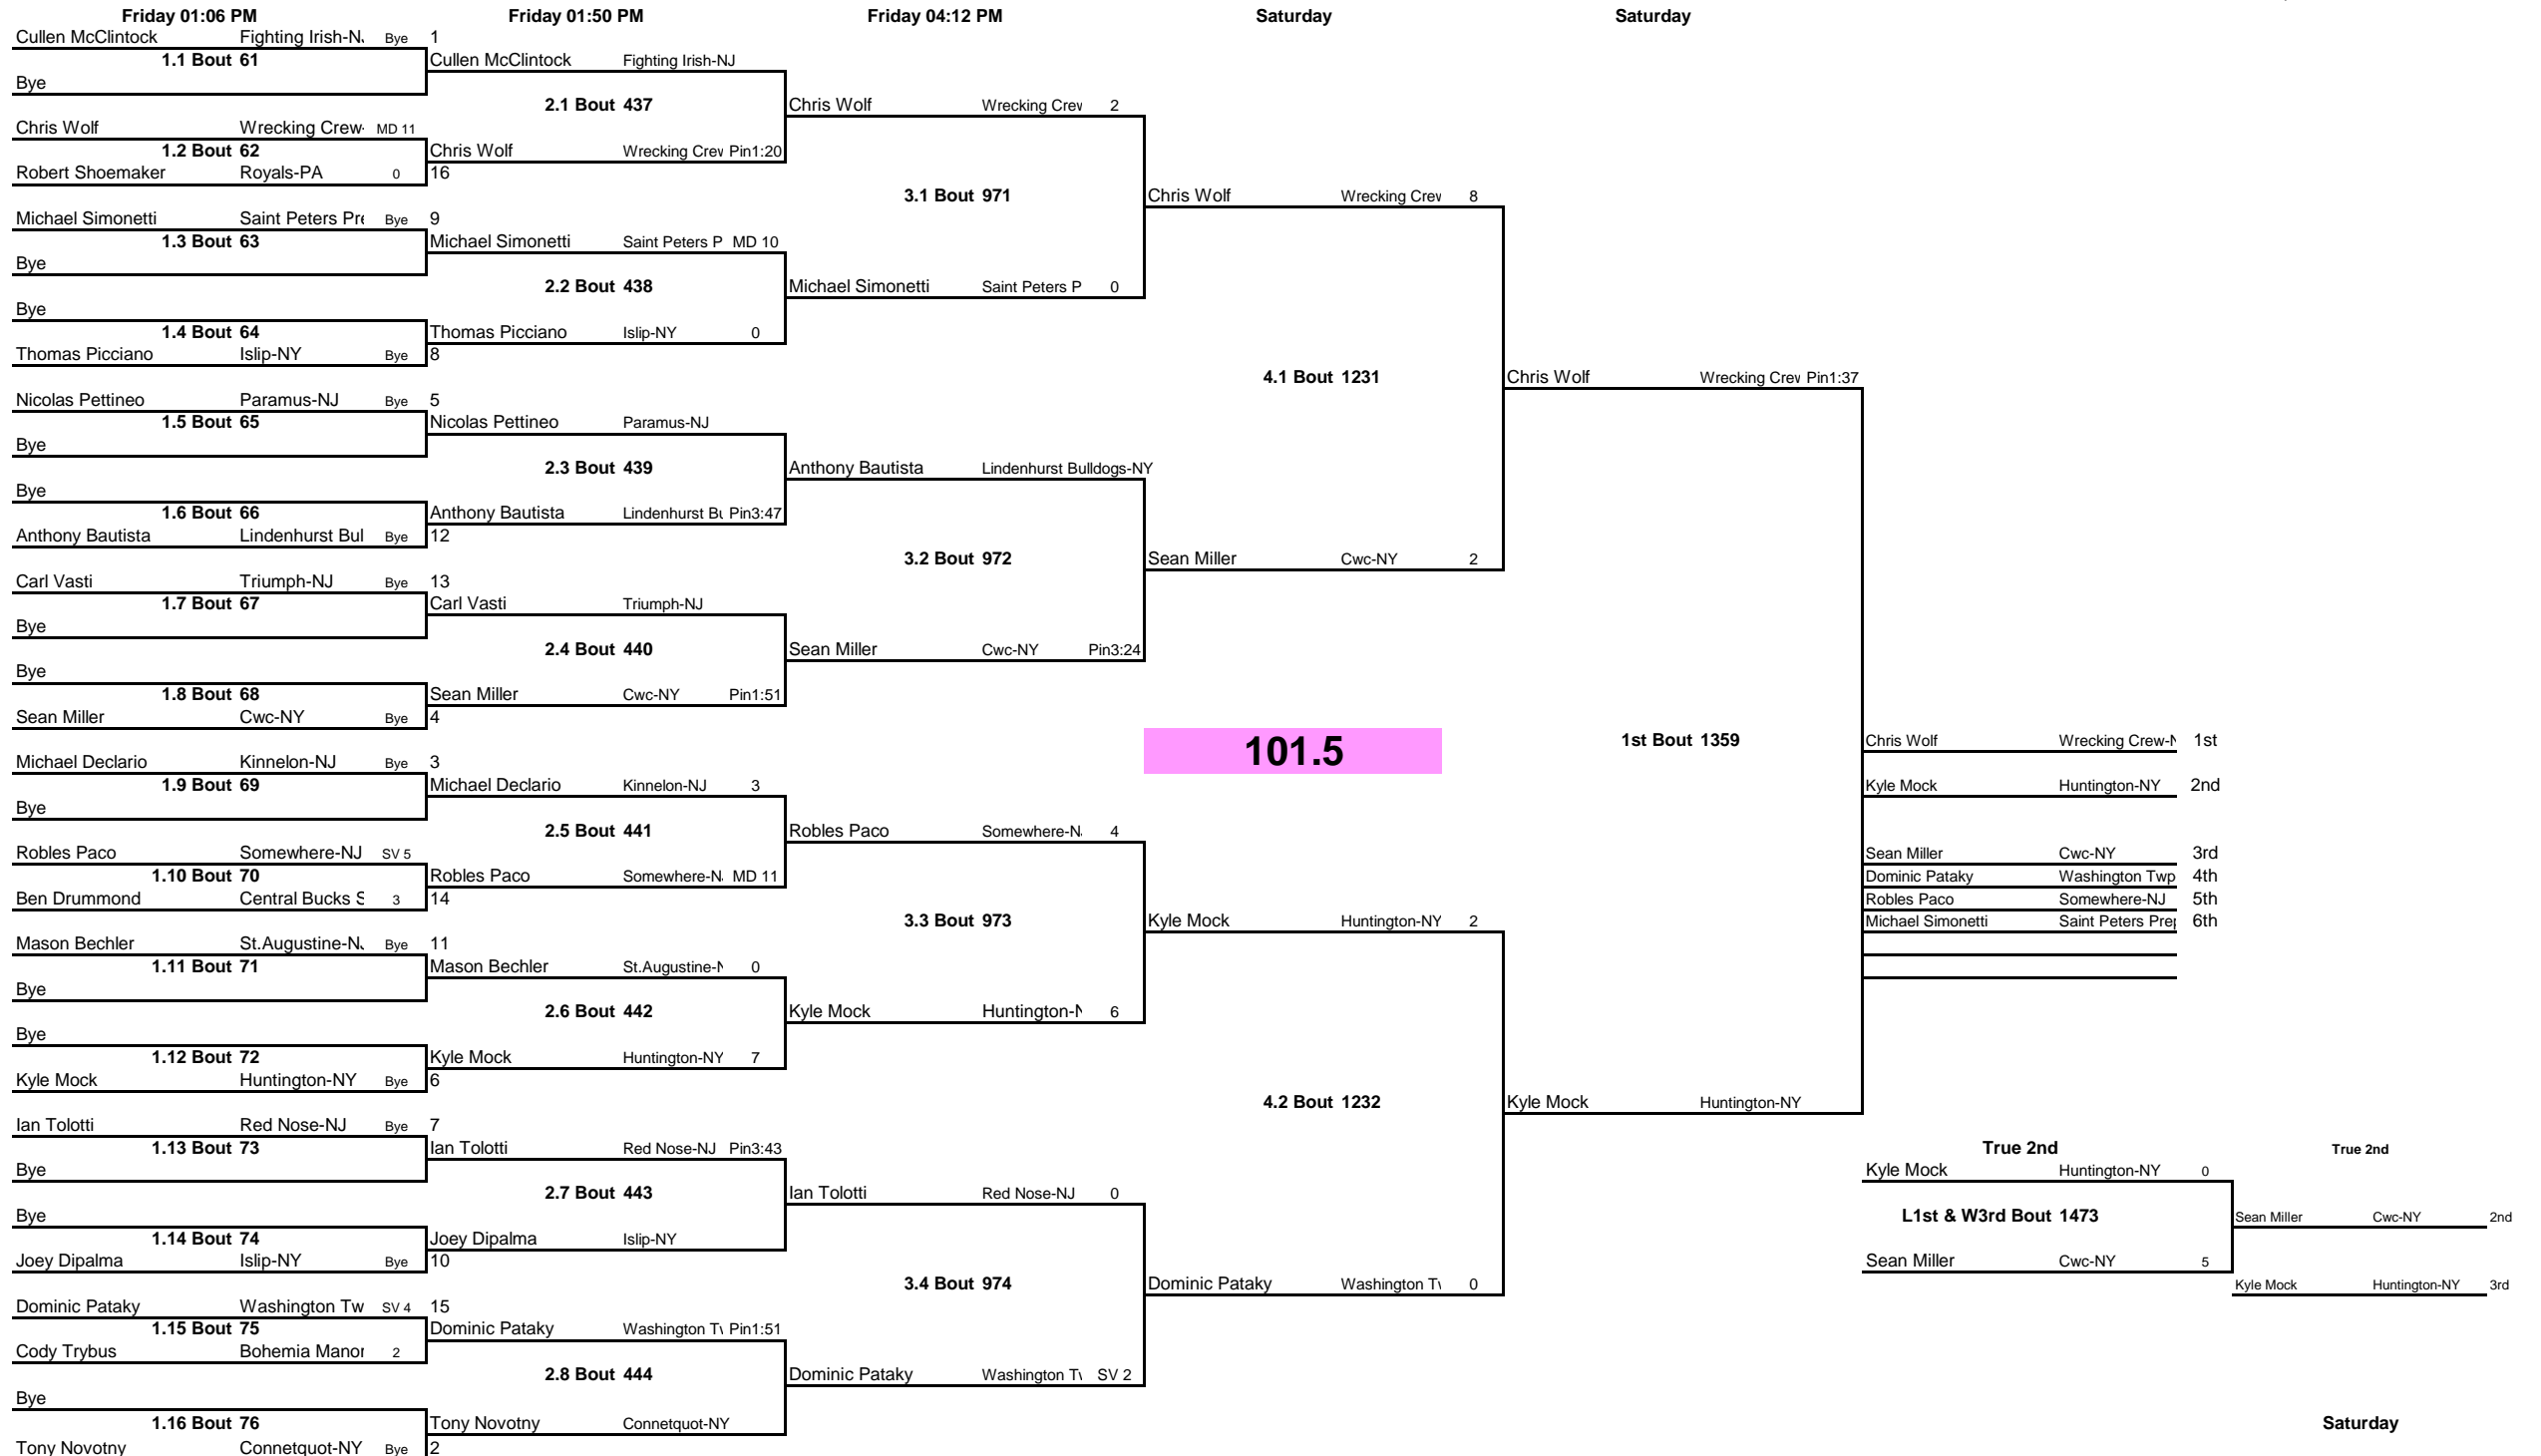 Friday 01:06 PM Friday 01:50 PM Friday 04:12 PM Saturday Saturday
Cullen McClintock Fighting Irish-N. Bye 1
1.1 Bout 61 Cullen McClintock Fighting Irish-NJ
Bye
2.1 Bout 437 Chris Wolf Wrecking Crew 2
Chris Wolf Wrecking Crew- MD 11
1.2 Bout 62 Chris Wolf Wrecking Crew Pin1:20
Robert Shoemaker Royals-PA 0 16
3.1 Bout 971 Chris Wolf Wrecking Crew 8
Michael Simonetti Saint Peters Pre Bye 9
1.3 Bout 63 Michael Simonetti Saint Peters P MD 10
Bye
2.2 Bout 438 Michael Simonetti Saint Peters P 0
Bye
1.4 Bout 64 Thomas Picciano Islip-NY 0
Thomas Picciano Islip-NY Bye 8
4.1 Bout 1231 Chris Wolf Wrecking Crew Pin1:37
Nicolas Pettineo Paramus-NJ Bye 5
1.5 Bout 65 Nicolas Pettineo Paramus-NJ
Bye
2.3 Bout 439 Anthony Bautista Lindenhurst Bulldogs-NY
Bye
1.6 Bout 66 Anthony Bautista Lindenhurst Bu Pin3:47
Anthony Bautista Lindenhurst Bul Bye 12
3.2 Bout 972 Sean Miller Cwc-NY 2
Carl Vasti Triumph-NJ Bye 13
1.7 Bout 67 Carl Vasti Triumph-NJ
Bye
2.4 Bout 440 Sean Miller Cwc-NY Pin3:24
Bye
1.8 Bout 68 Sean Miller Cwc-NY Pin1:51
Sean Miller Cwc-NY Bye 4
101.5 1st Bout 1359 Chris Wolf Wrecking Crew-N 1st
Michael Declario Kinnelon-NJ Bye 3
1.9 Bout 69 Michael Declario Kinnelon-NJ 3 Kyle Mock Huntington-NY 2nd
Bye
2.5 Bout 441 Robles Paco Somewhere-N. 4
Robles Paco Somewhere-NJ SV 5 Sean Miller Cwc-NY 3rd
1.10 Bout 70 Robles Paco Somewhere-N. MD 11 Dominic Pataky Washington Twp 4th
Ben Drummond Central Bucks S 3 14 Robles Paco Somewhere-NJ 5th
3.3 Bout 973 Kyle Mock Huntington-NY 2 Michael Simonetti Saint Peters Prep 6th
Mason Bechler St.Augustine-N. Bye 11
1.11 Bout 71 Mason Bechler St.Augustine-N 0
Bye
2.6 Bout 442 Kyle Mock Huntington-N 6
Bye
1.12 Bout 72 Kyle Mock Huntington-NY 7
Kyle Mock Huntington-NY Bye 6
4.2 Bout 1232 Kyle Mock Huntington-NY
Ian Tolotti Red Nose-NJ Bye 7
1.13 Bout 73 Ian Tolotti Red Nose-NJ Pin3:43 True 2nd True 2nd
Bye Kyle Mock Huntington-NY 0
2.7 Bout 443 Ian Tolotti Red Nose-NJ 0
Bye L1st & W3rd Bout 1473 Sean Miller Cwc-NY 2nd
1.14 Bout 74 Joey Dipalma Islip-NY
Joey Dipalma Islip-NY Bye 10 Sean Miller Cwc-NY 5
3.4 Bout 974 Dominic Pataky Washington Tw 0 Kyle Mock Huntington-NY 3rd
Dominic Pataky Washington Tw SV 4 15
1.15 Bout 75 Dominic Pataky Washington Tw Pin1:51
Cody Trybus Bohemia Manor 2
2.8 Bout 444 Dominic Pataky Washington Tw SV 2
Bye
1.16 Bout 76 Tony Novotny Connetquot-NY Saturday
Tony Novotny Connetquot-NY Bye 2